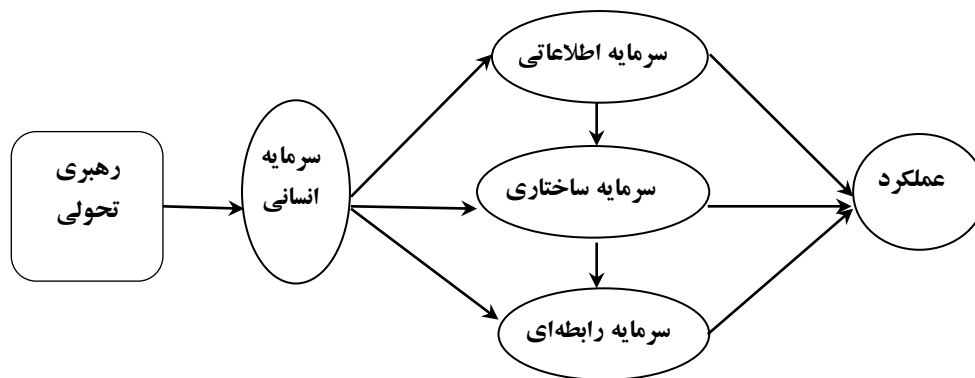 رهبری
تحولی
سرمایه
انسانی
سرمایه اطلاعاتی
سرمایه ساختاری
سرمایه رابطه‌ای
عملکرد